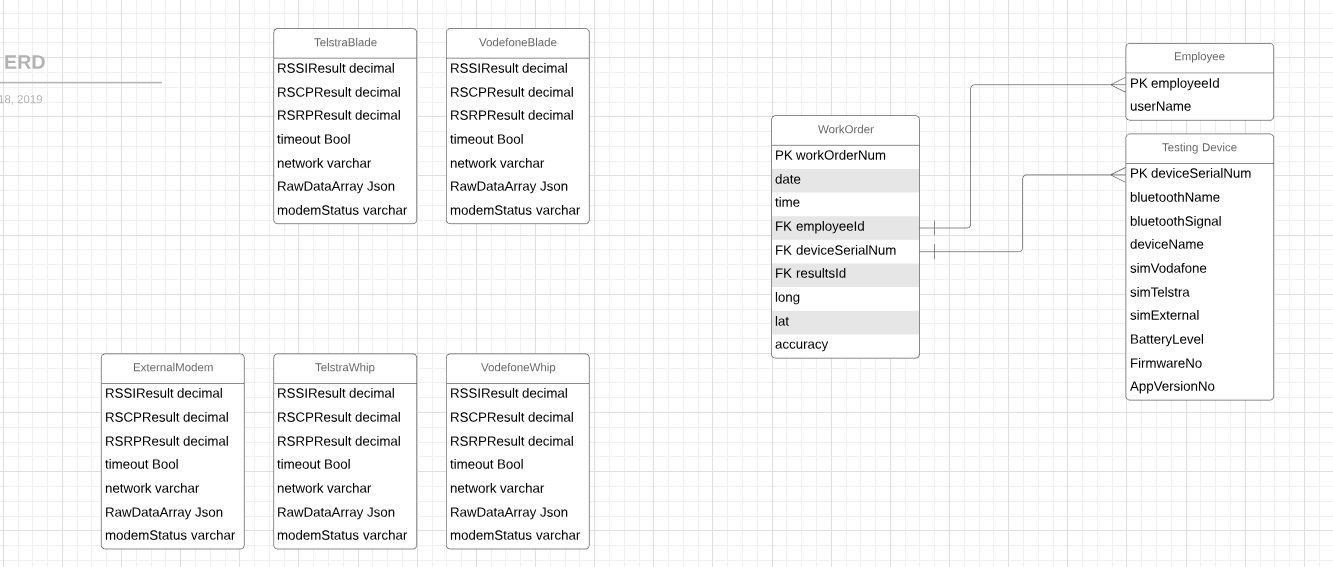 ERD
18, 2019
TelstraBlade
RSSIResult decimal
RSCPResult decimal
RSRPResult decimal
timeout Bool
network varchar
RawDataArray Json
modemStatus varchar
VodefoneBlade
RSSIResult decimal
RSCPResult decimal
RSRPResult decimal
timeout Bool
network varchar
RawDataArray Json
modemStatus varchar
ExternalModem
RSSIResult decimal
RSCPResult decimal
RSRPResult decimal
timeout Bool
network varchar
RawDataArray Json
modemStatus varchar
TelstraWhip
RSSIResult decimal
RSCPResult decimal
RSRPResult decimal
timeout Bool
network varchar
RawDataArray Json
modemStatus varchar
VodefoneWhip
RSSIResult decimal
RSCPResult decimal
RSRPResult decimal
timeout Bool
network varchar
RawDataArray Json
modemStatus varchar
WorkOrder
PK workOrderNum
date
time
FK employeeId
FK deviceSerialNum
FK resultsId
long
lat
accuracy
Employee
PK employeeId
userName
Testing Device
PK deviceSerialNum
bluetoothName
bluetoothSignal
deviceName
simVodafone
simTelstra
simExternal
BatteryLevel
FirmwareNo
AppVersionNo